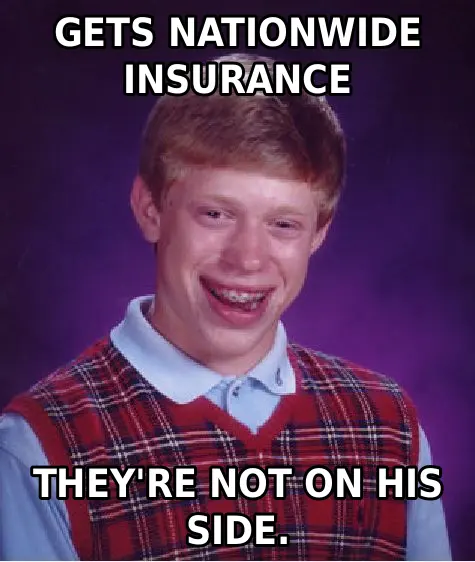 GETS NATIONWIDE
INSURANCE
THEY'RE NOT ON HIS
SIDE.